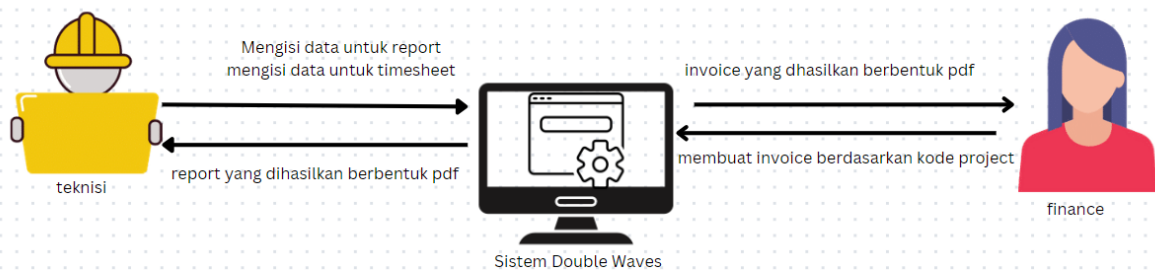 Mengisi data untuk report
mengisi data untuk timesheet
report yang dihasilkan berbentuk pdf
teknisi
Sistem Double Waves
invoice yang dhasilkan berbentuk pdf
membuat invoice berdasarkan kode project
finance